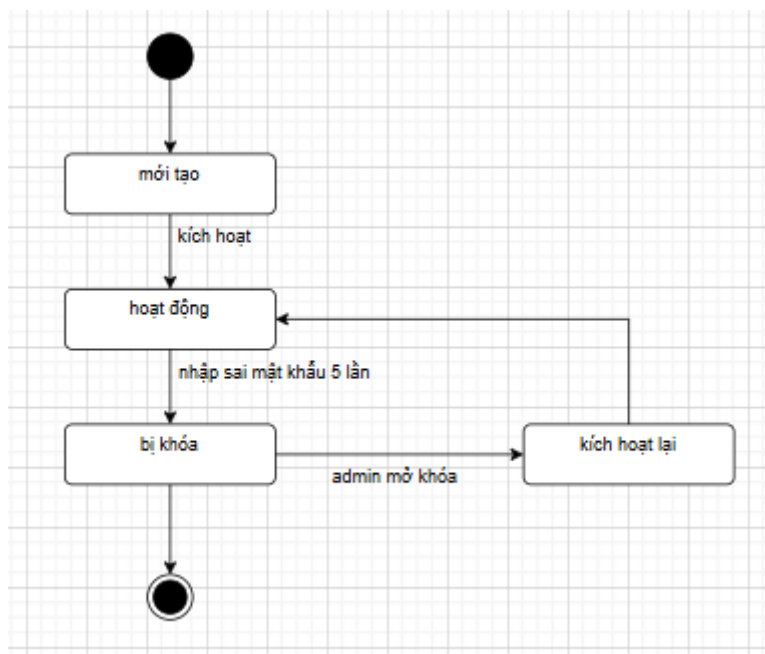 mới tạo
kích hoạt
hoạt động
nhập sai mật khẩu 5 lần
bị khóa
kích hoạt lại
admin mở khóa